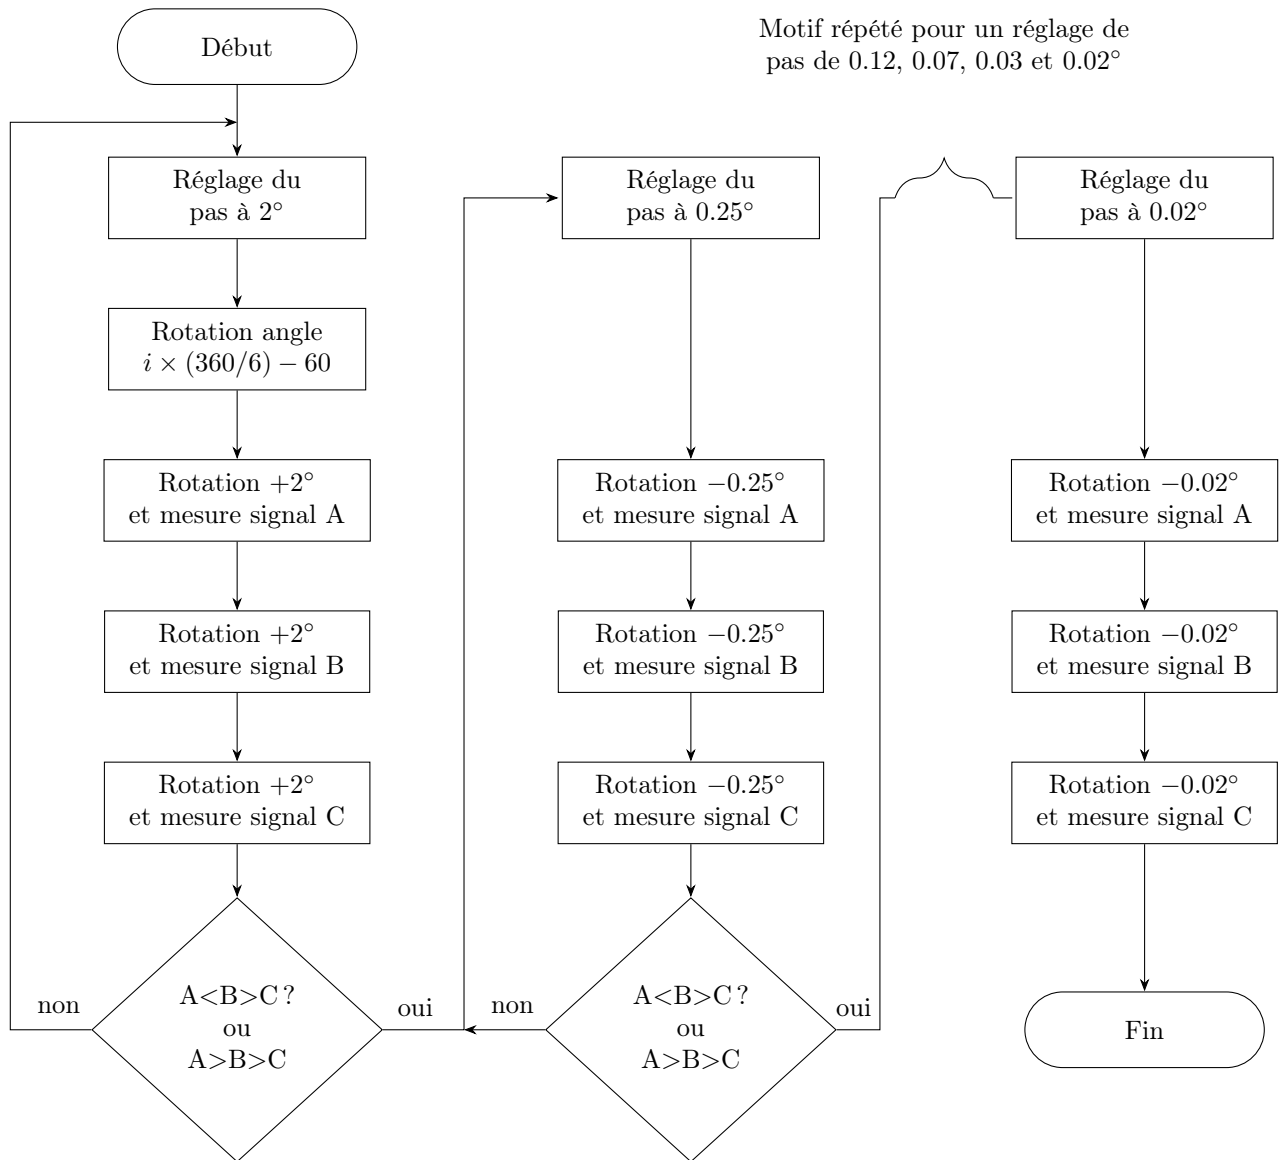 Début
Motif répété pour un réglage de
pas de 0.12, 0.07, 0.03 et 0.02°
Réglage du
pas à 2°
Rotation angle
i × (360/6) − 60
Rotation +2°
et mesure signal A
Rotation +2°
et mesure signal B
Rotation +2°
et mesure signal C
A<B>C ?
ou
A>B>C
non
oui
Réglage du
pas à 0.25°
Rotation −0.25°
et mesure signal A
Rotation −0.25°
et mesure signal B
Rotation −0.25°
et mesure signal C
A<B>C ?
ou
A>B>C
non
oui
Réglage du
pas à 0.02°
Rotation −0.02°
et mesure signal A
Rotation −0.02°
et mesure signal B
Rotation −0.02°
et mesure signal C
Fin